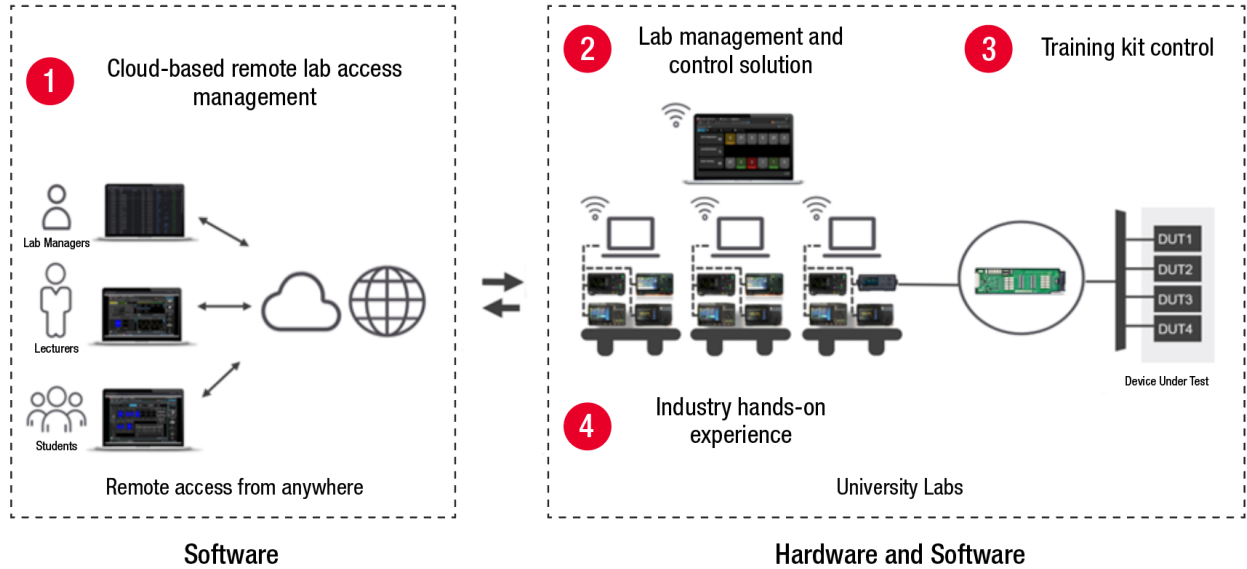 1
Cloud-based remote lab access
management
Lab Managers
Lecturers
Students
Remote access from anywhere
Software
2
Lab management and
control solution
3
Training kit control
DUT1
DUT2
DUT3
DUT4
Device Under Test
4
Industry hands-on
experience
University Labs
Hardware and Software